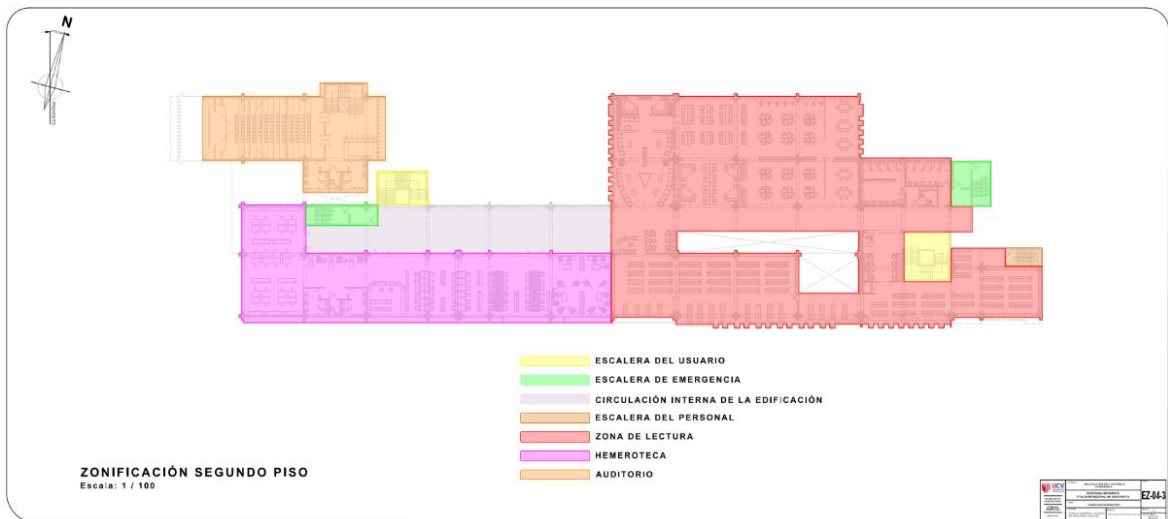 N
ESCALERA DEL USUARIO
ESCALERA DE EMERGENCIA
CIRCULACIÓN INTERNA DE LA EDIFICACIÓN
ESCALERA DEL PERSONAL
ZONA DE LECTURA
HEMEROTECA
AUDITORIO
ZONIFICACIÓN SEGUNDO PISO
Escala: 1 / 100
UCV
EZ-04-3